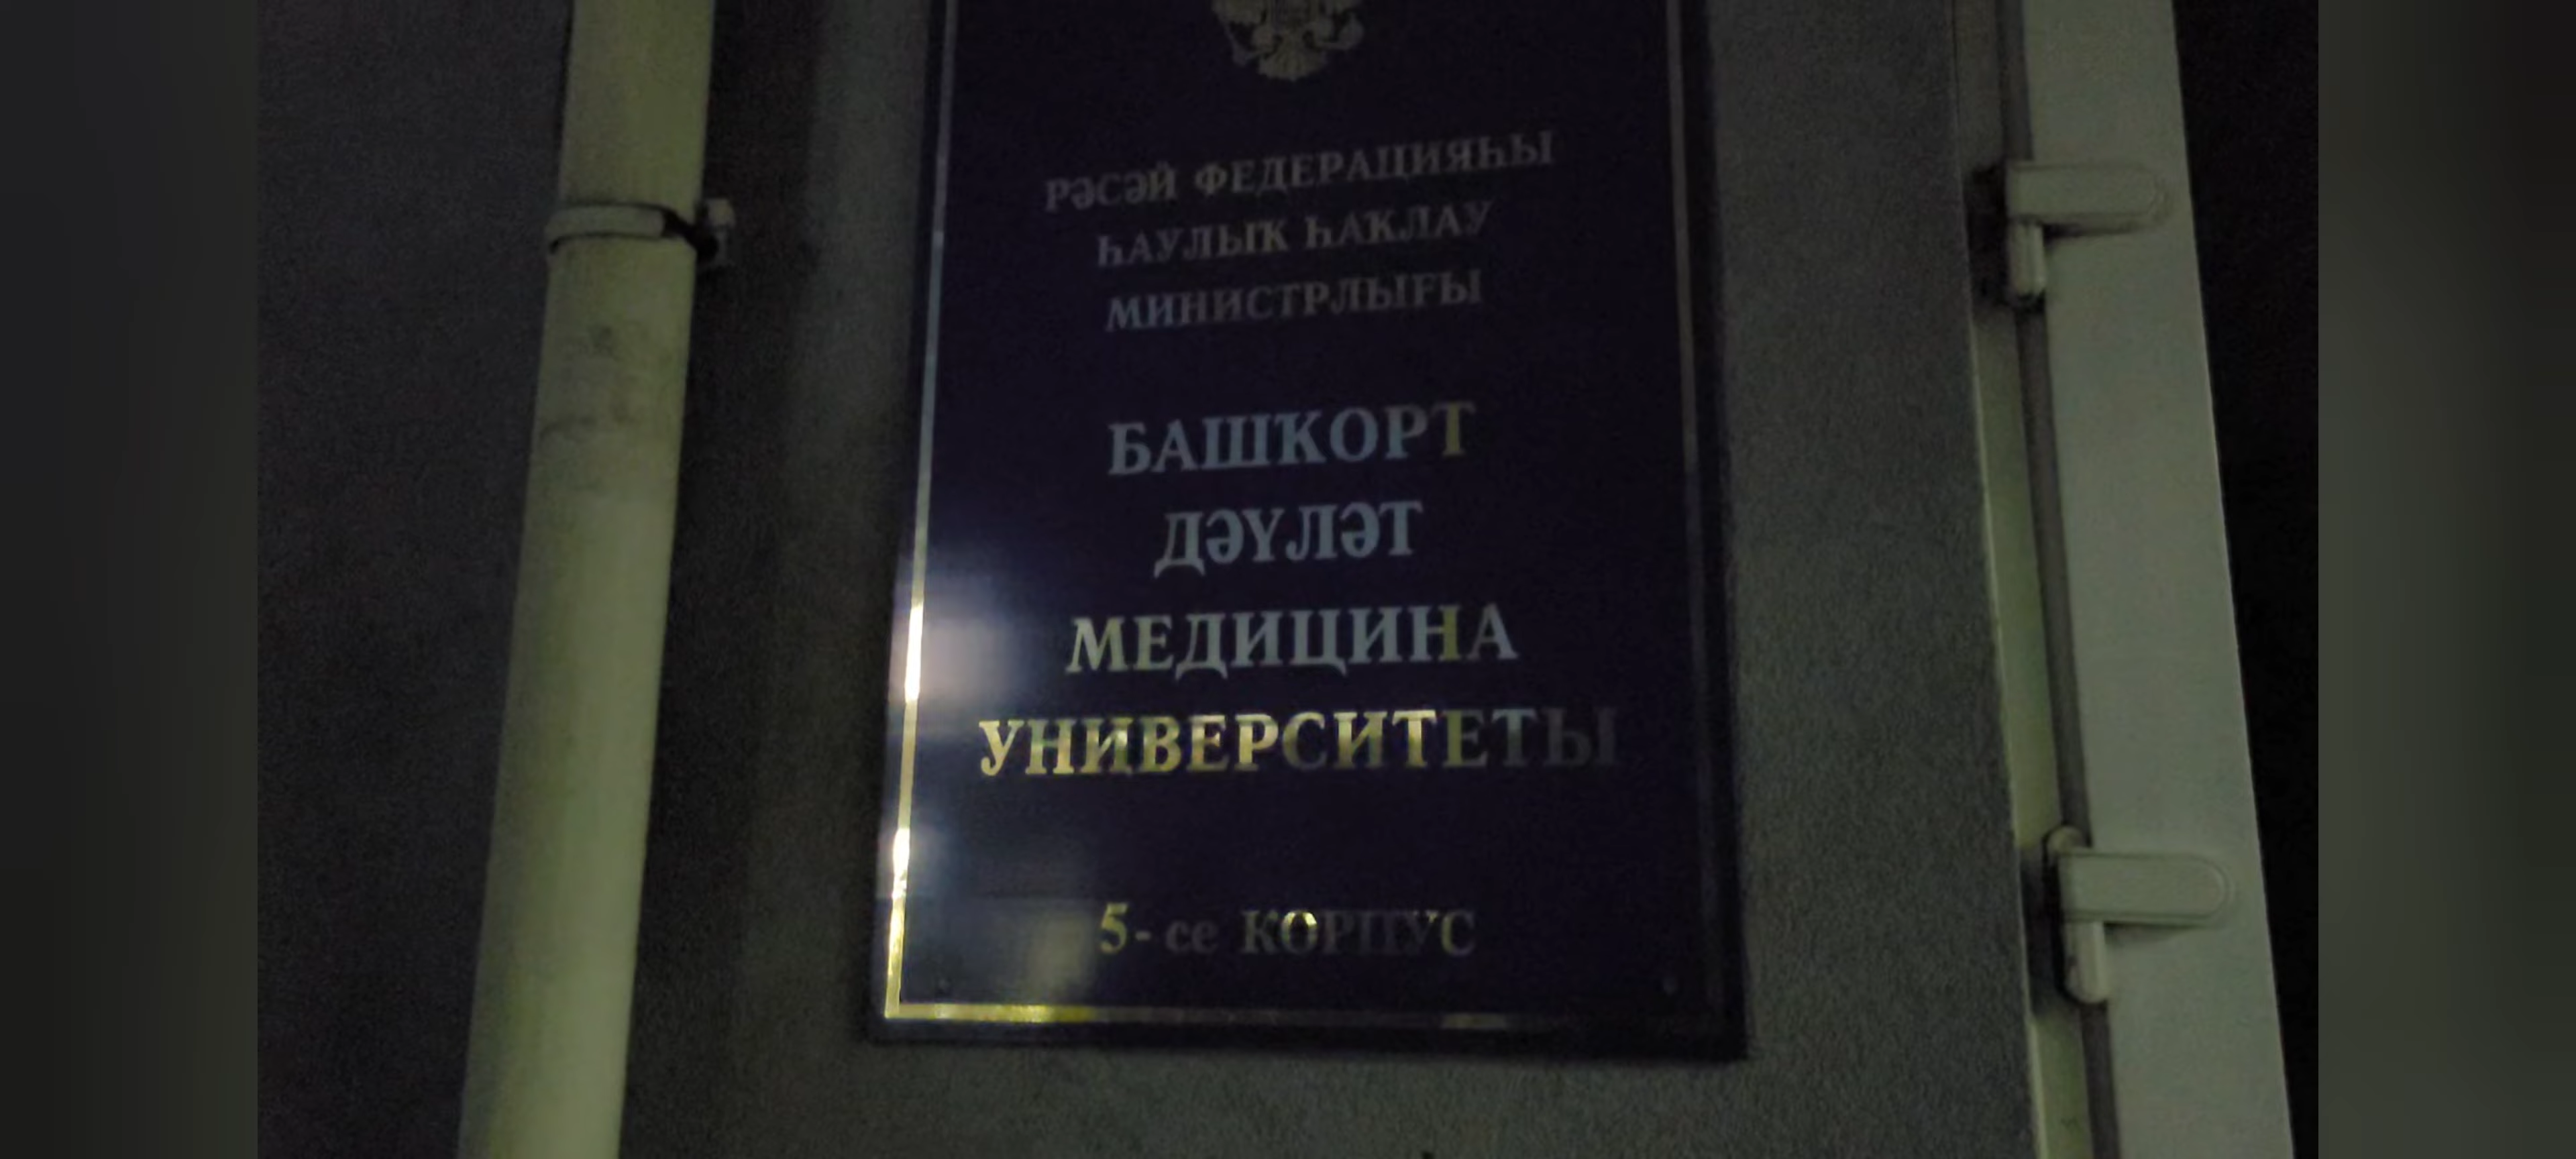 РӘСӘЙ ФЕДЕРАЦИЯҺЫ
ҺАУЛЫҠ ҺАҠЛАУ
МИНИСТРЛЫҒЫ
БАШҠОРТ
ДӘҮЛӘТ
МЕДИЦИНА
УНИВЕРСИТЕТЫ
5- се КОРПУС